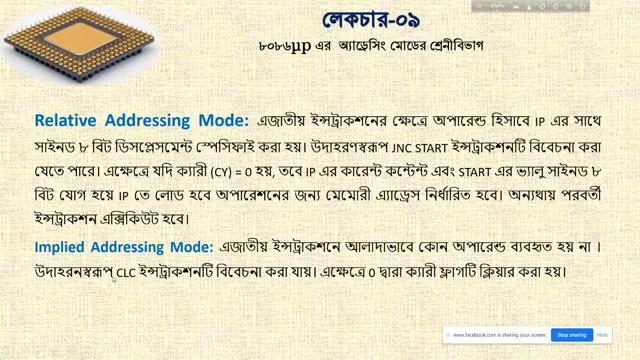 লেকচার-০৯
৮০৮৬µp এর অ্যাড্রেসিং মোডের শ্রেনীবিভাগ
Relative Addressing Mode: এজাতীয় ইন্সট্রাকশনের ক্ষেত্রে অপারেন্ড হিসাবে IP এর সাথে
সাইনড ৮ বিট ডিসপ্লেসমেন্ট স্পেসিফাই করা হয়। উদাহরণস্বরূপ JNC START ইন্সট্রাকশনটি বিবেচনা করা
যেতে পারে। এক্ষেত্রে যদি ক্যারী (CY) = 0 হয়, তবে IP এর কারেন্ট কন্টেন্ট এবং START এর ভ্যালু সাইনড ৮
বিট যোগ হয়ে IP তে লোড হবে অপারেশনের জন্য মেমোরী এ্যাড্রেস নির্ধারিত হবে। অন্যথায় পরবর্তী
ইন্সট্রাকশন এক্সিকিউট হবে।
Implied Addressing Mode: এজাতীয় ইন্সট্রাকশনে আলাদাভাবে কোন অপারেন্ড ব্যবহৃত হয় না ।
উদাহরনস্বরূপ CLC ইন্সট্রাকশনটি বিবেচনা করা যায়। এক্ষেত্রে 0 দ্বারা ক্যারী ফ্লাগটি ক্লিয়ার করা হয়।
www.facebook.com is sharing your screen. Stop sharing Hide